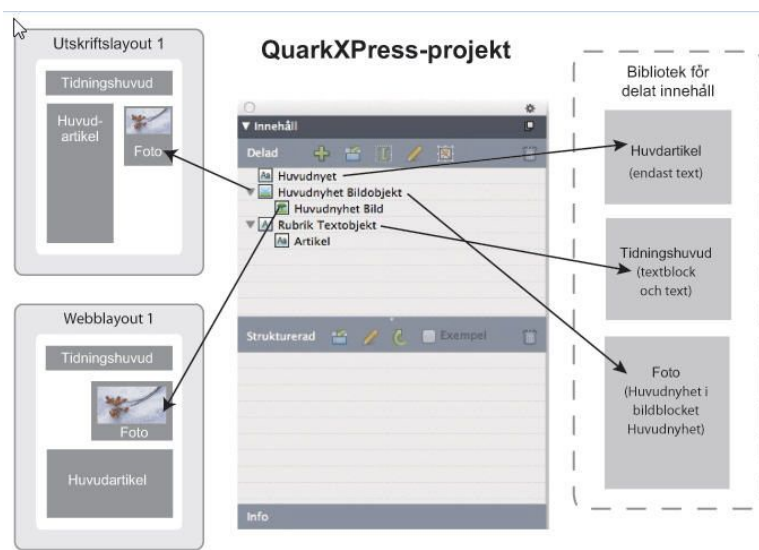 Utskriftslayout 1
Tidningshuvud
Huvud-
artikel
Foto
Webblayout 1
Tidningshuvud
Foto
Huvudartikel
QuarkXPress-projekt
Innehåll
Delad
Huvudnyet
Huvudnyhet Bildobjekt
Huvudnyhet Bild
Rubrik Textobjekt
Artikel
Strukturerad
Exempel
Info
Bibliotek för
delat innehåll
Huvdartikel
(endast text)
Tidningshuvud
(textblock
och text)
Foto
(Huvudnyhet i
bildblocket
Huvudnyhet)